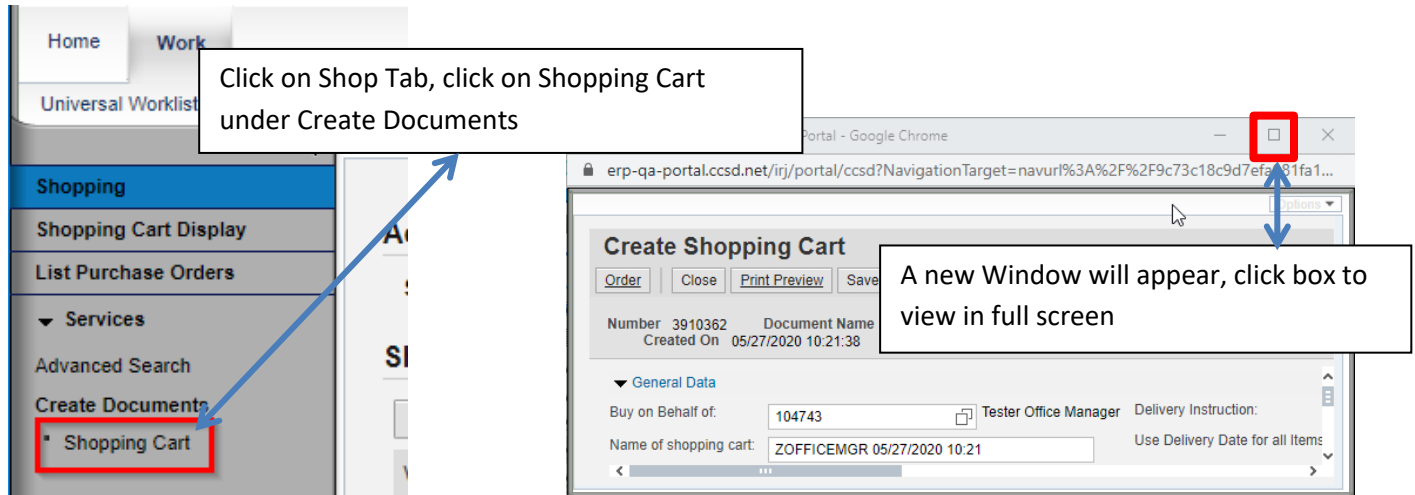 Home Work
Universal Worklist
Click on Shop Tab, click on Shopping Cart
under Create Documents
Shopping
Shopping Cart Display
List Purchase Orders
Services
Advanced Search
Create Documents
Shopping Cart
Portal - Google Chrome
erp-qa-portal.ccsd.net/irj/portal/ccsd?NavigationTarget=navurl%3A%2F%2F9c73c18c9d7efa
81fa1...
Options
Create Shopping Cart
Order Close Print Preview Save
A new Window will appear, click box to
view in full screen
Number 3910362 Document Name
Created On 05/27/2020 10:21:38
General Data
Buy on Behalf of: 104743 Tester Office Manager Delivery Instruction:
Name of shopping cart: ZOFFICEMGR 05/27/2020 10:21 Use Delivery Date for all Items